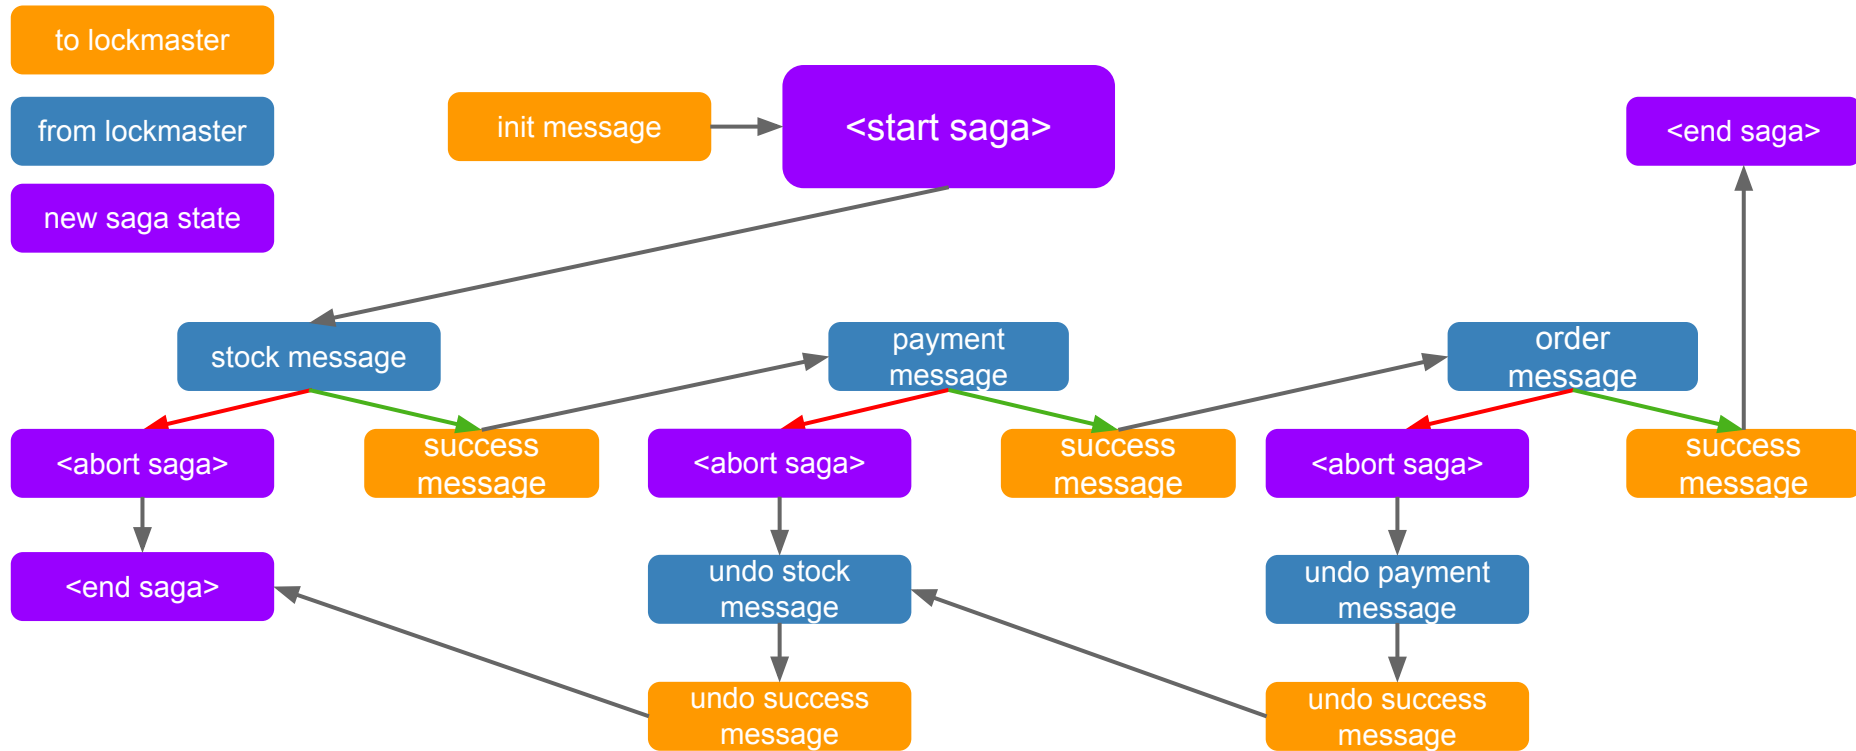 to lockmaster
from lockmaster
new saga state
init message
<start saga>
<end saga>
stock message
payment
message
order
message
<abort saga>
success
message
<abort saga>
success
message
<abort saga>
success
message
<end saga>
undo stock
message
undo payment
message
undo success
message
undo success
message